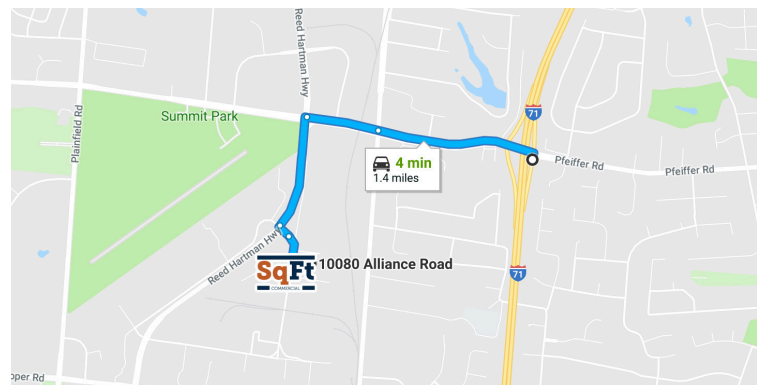 Reed Hartman Hwy
Plainfield Rd
Summit Park
71
4 min
1.4 miles
Pfeiffer Rd
Pfeiffer Rd
Reed Hartman Hwy
SqFt
COMMERCIAL
10080 Alliance Road
71
oper Rd